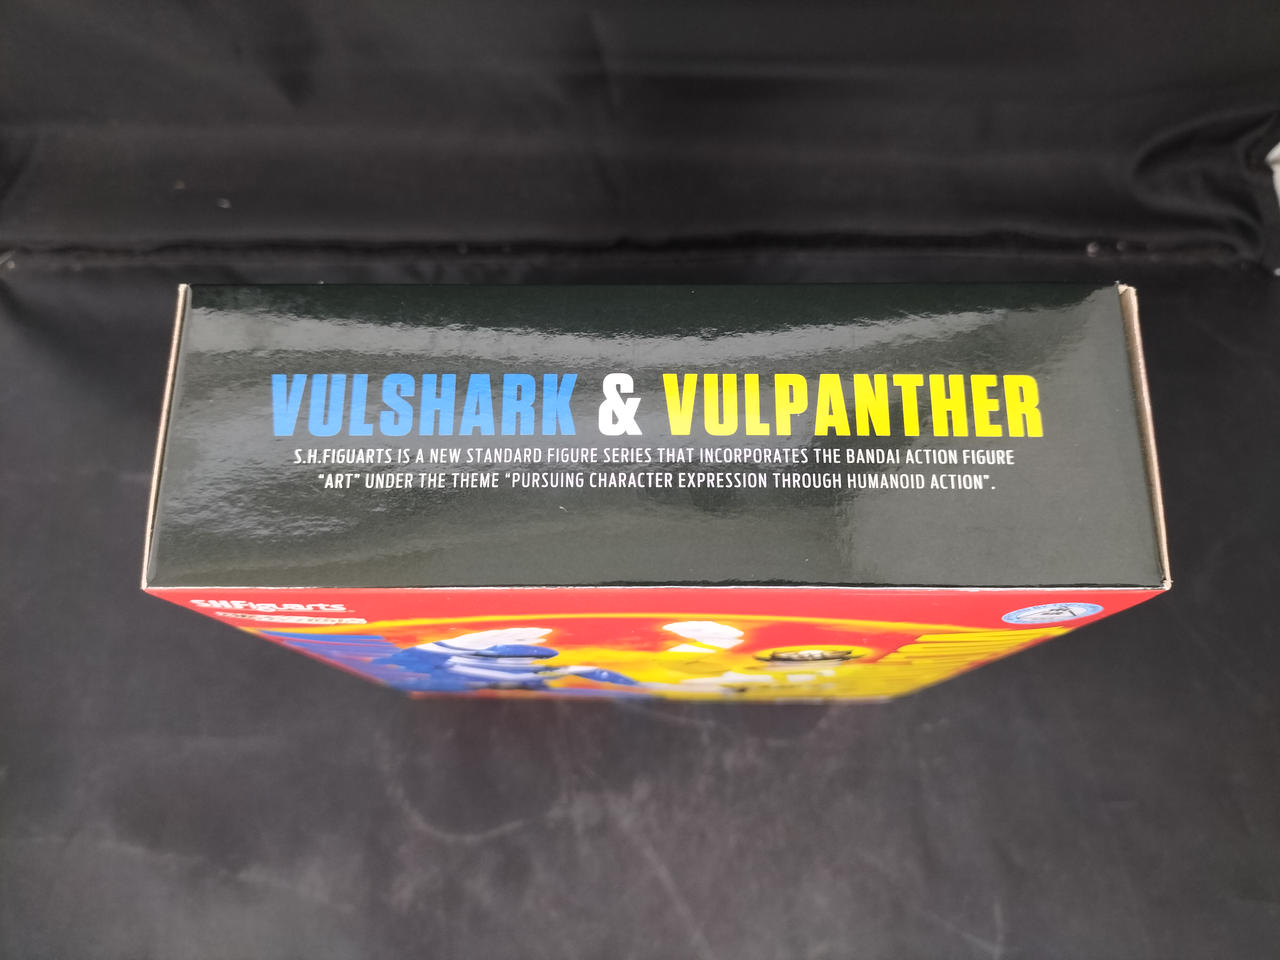 VULSHARK & VULPANTHER
S.H.FIGUARTS IS A NEW STANDARD FIGURE SERIES THAT INCORPORATES THE BANDAI ACTION FIGURE
"ART" UNDER THE THEME "PURSUING CHARACTER EXPRESSION THROUGH HUMANOID ACTION".
S.H.Figuarts